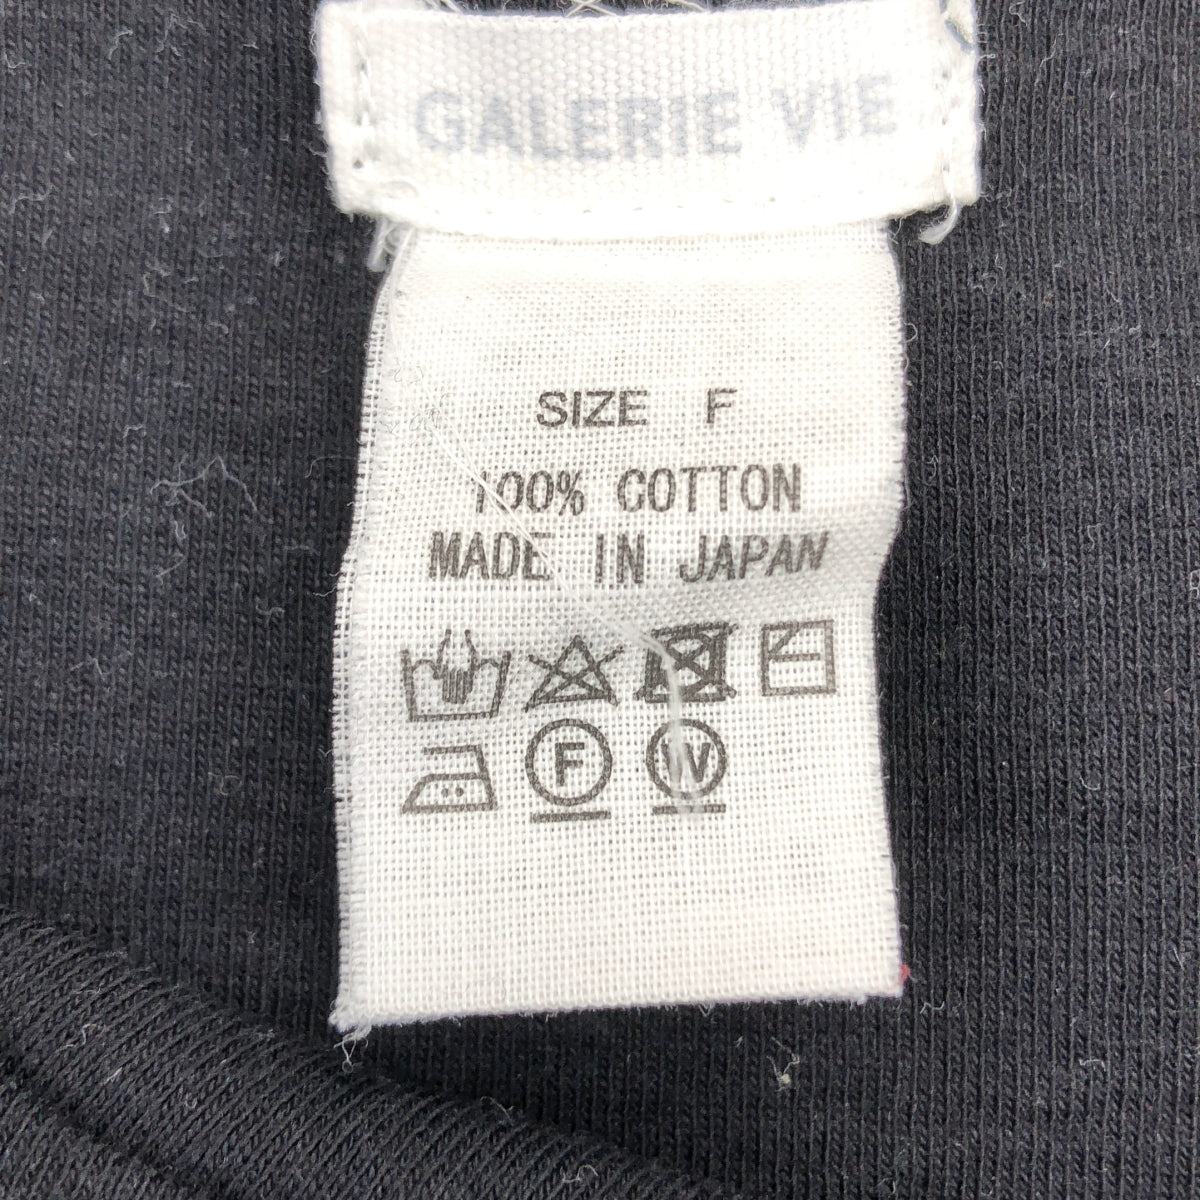 GALERIE VIE
SIZE F
100% COTTON
MADE IN JAPAN
F W